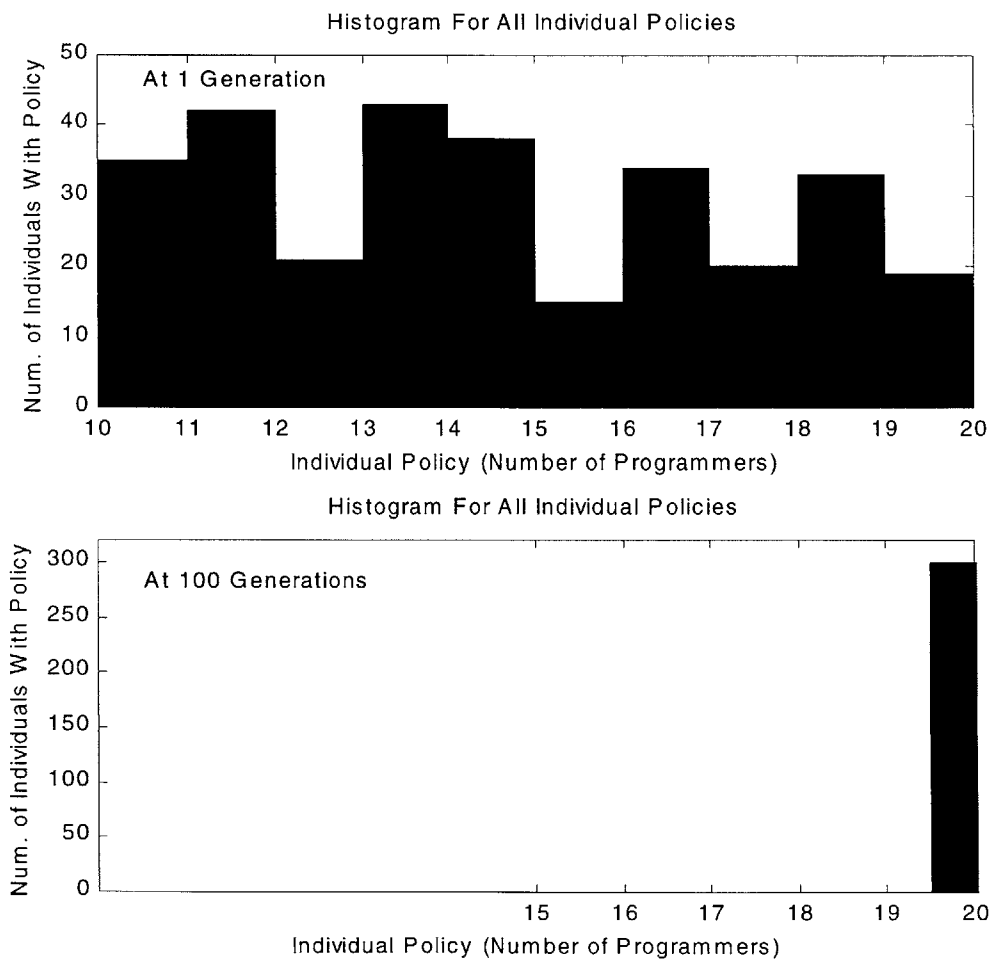 Histogram For All Individual Policies
At 1 Generation
Num. of Individuals With Policy
50
40
30
20
10
0
10 11 12 13 14 15 16 17 18 19 20
Individual Policy (Number of Programmers)
Histogram For All Individual Policies
At 100 Generations
Num. of Individuals With Policy
300
250
200
150
100
50
0
15 16 17 18 19 20
Individual Policy (Number of Programmers)